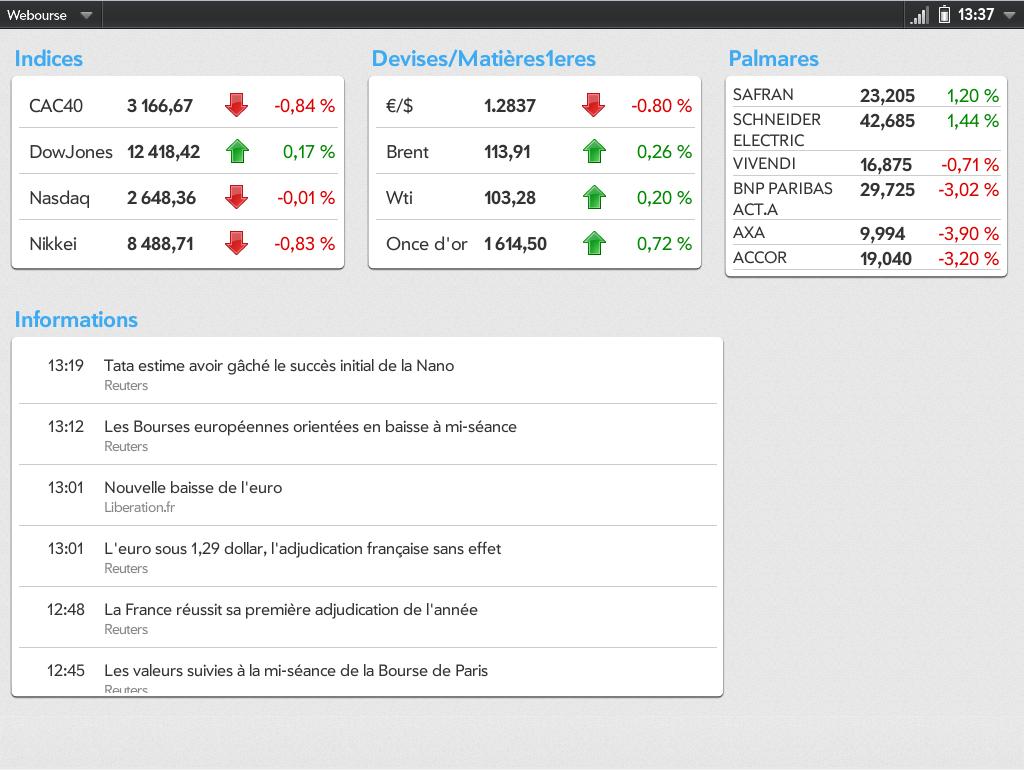 Webourse
13:37
Indices
CAC40 3 166,67 -0,84 %
DowJones 12 418,42 0,17 %
Nasdaq 2 648,36 -0,01 %
Nikkei 8 488,71 -0,83 %
Devises/Matières1eres
€/$ 1.2837 -0.80 %
Brent 113,91 0,26 %
Wti 103,28 0,20 %
Once d'or 1 614,50 0,72 %
Palmares
SAFRAN 23,205 1,20 %
SCHNEIDER 42,685 1,44 %
ELECTRIC
VIVENDI 16,875 -0,71 %
BNP PARIBAS 29,725 -3,02 %
ACT.A
AXA 9,994 -3,90 %
ACCOR 19,040 -3,20 %
Informations
13:19 Tata estime avoir gâché le succès initial de la Nano
Reuters
13:12 Les Bourses européennes orientées en baisse à mi-séance
Reuters
13:01 Nouvelle baisse de l'euro
Liberation.fr
13:01 L'euro sous 1,29 dollar, l'adjudication française sans effet
Reuters
12:48 La France réussit sa première adjudication de l'année
Reuters
12:45 Les valeurs suivies à la mi-séance de la Bourse de Paris
Reuters